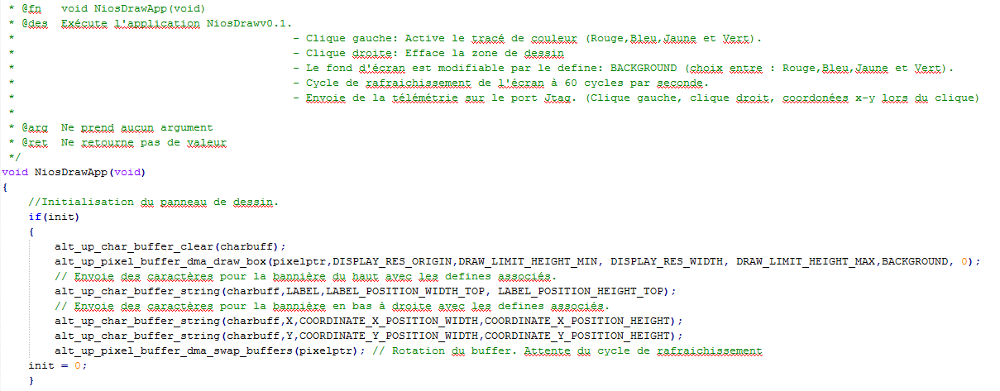 * @fn   void NiosDrawApp(void)
* @des  Exécute l'application NiosDrawv0.1.
*                                           - Clique gauche: Active le tracé de couleur (Rouge,Bleu,Jaune et Vert).
*                                           - Clique droite: Efface la zone de dessin
*                                           - Le fond d'écran est modifiable par le define: BACKGROUND (choix entre : Rouge,Bleu,Jaune et Vert).
*                                           - Cycle de rafraichissement de l'écran à 60 cycles par seconde.
*                                           - Envoie de la télémétrie sur le port Jtag. (Clique gauche, clique droit, coordonées x-y lors du clique)
*
* @arg  Ne prend aucun argument
* @ret  Ne retourne pas de valeur
*/
void NiosDrawApp(void)
{
    //Initialisation du panneau de dessin.
    if(init)
    {
        alt_up_char_buffer_clear(charbuff);
        alt_up_pixel_buffer_dma_draw_box(pixelptr,DISPLAY_RES_ORIGIN,DRAW_LIMIT_HEIGHT_MIN, DISPLAY_RES_WIDTH, DRAW_LIMIT_HEIGHT_MAX,BACKGROUND, 0);
        // Envoie des caractères pour la bannière du haut avec les defines associés.
        alt_up_char_buffer_string(charbuff,LABEL,LABEL_POSITION_WIDTH_TOP, LABEL_POSITION_HEIGHT_TOP);
        // Envoie des caractères pour la bannière en bas à droite avec les defines associés.
        alt_up_char_buffer_string(charbuff,X,COORDINATE_X_POSITION_WIDTH,COORDINATE_X_POSITION_HEIGHT);
        alt_up_char_buffer_string(charbuff,Y,COORDINATE_Y_POSITION_WIDTH,COORDINATE_Y_POSITION_HEIGHT);
        alt_up_pixel_buffer_dma_swap_buffers(pixelptr); // Rotation du buffer. Attente du cycle de rafraichissement
    init = 0;
    }